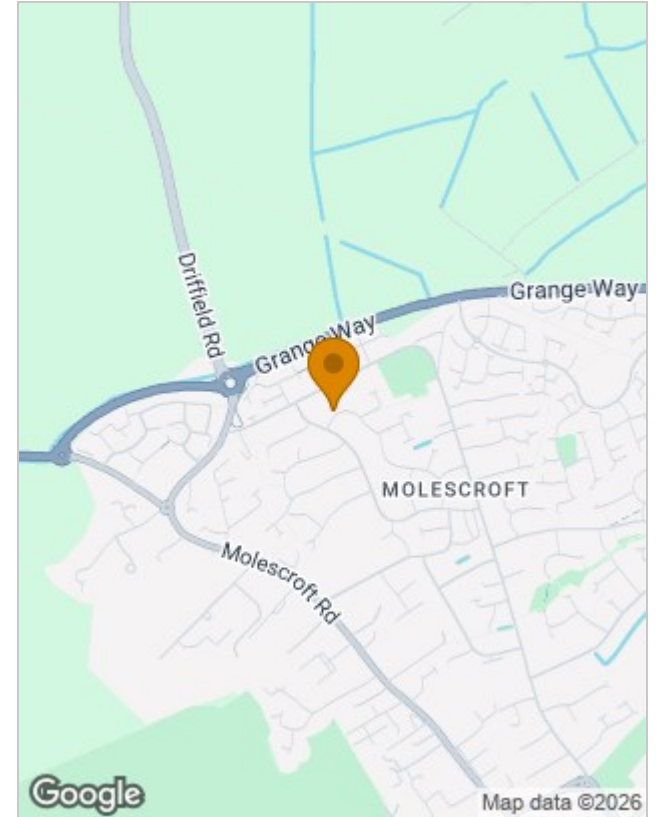 Driffield Rd
Grange Way
Grange Way
MOLESCROFT
Molescroft Rd
Google
Map data ©2026